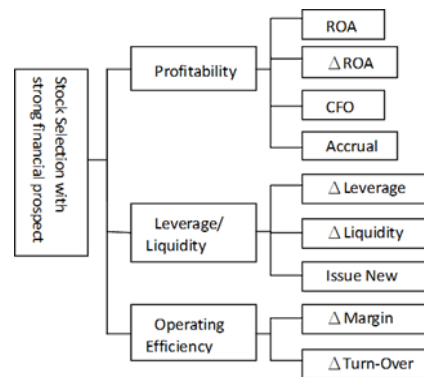 Stock Selection with
strong financial prospect
Profitability
ROA
△ROA
CFO
Accrual
Leverage/
Liquidity
△Leverage
△Liquidity
Issue New
Operating
Efficiency
△Margin
△Turn-Over